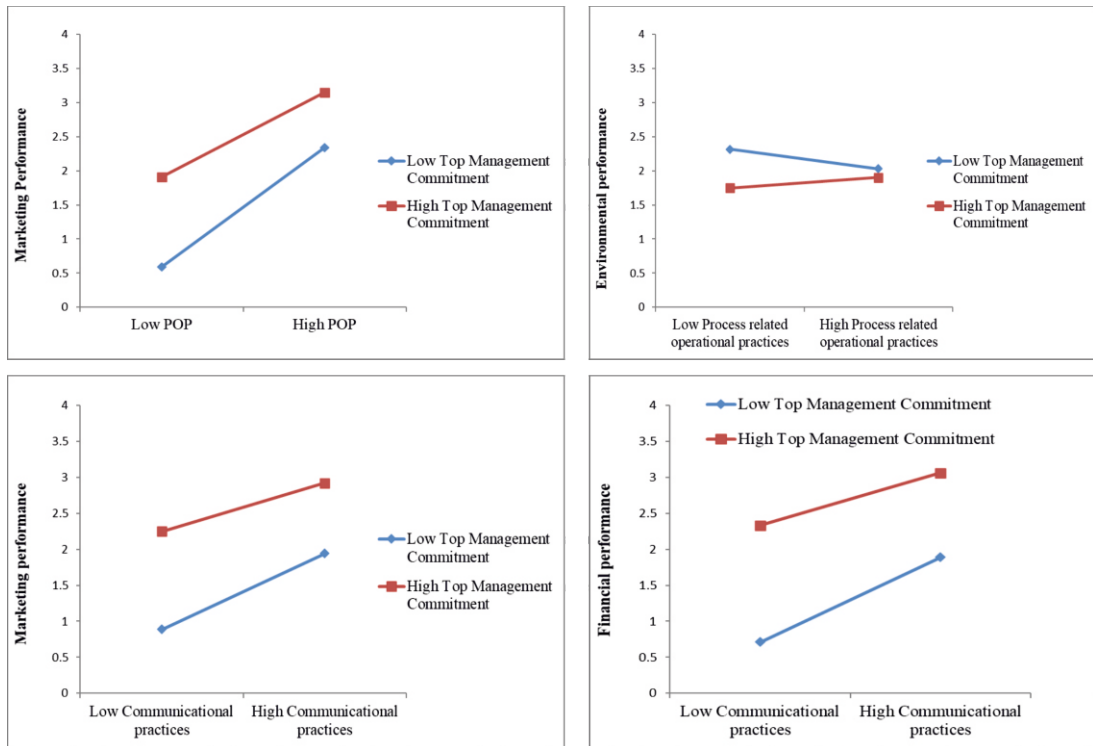 Marketing Performance
4
3.5
3
2.5
2
1.5
1
0.5
0
Low POP
High POP
Low Top Management
Commitment
High Top Management
Commitment
Environmental performance
4
3.5
3
2.5
2
1.5
1
0.5
0
Low Process related
operational practices
High Process related
operational practices
Low Top Management
Commitment
High Top Management
Commitment
Marketing performance
4
3.5
3
2.5
2
1.5
1
0.5
0
Low Communicational
practices
High Communicational
practices
Low Top Management
Commitment
High Top Management
Commitment
Financial performance
4
3.5
3
2.5
2
1.5
1
0.5
0
Low Communicational
practices
High Communicational
practices
Low Top Management Commitment
High Top Management Commitment